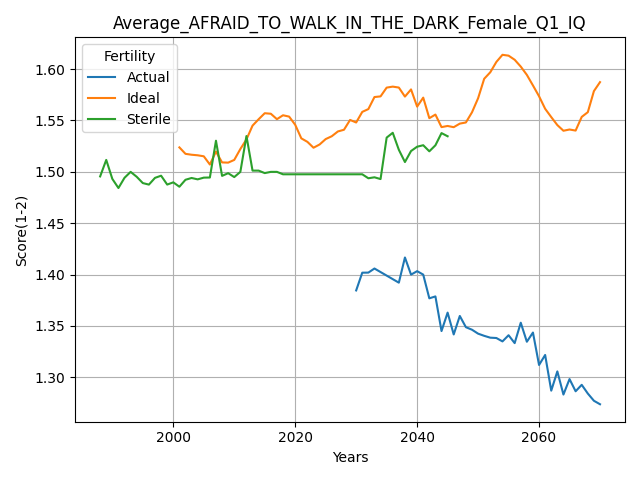 Average_AFRAID_TO_WALK_IN_THE_DARK_Female_Q1_IQ
Fertility
Actual
Ideal
Sterile
Score(1-2)
1.60
1.55
1.50
1.45
1.40
1.35
1.30
2000
2020
2040
2060
Years